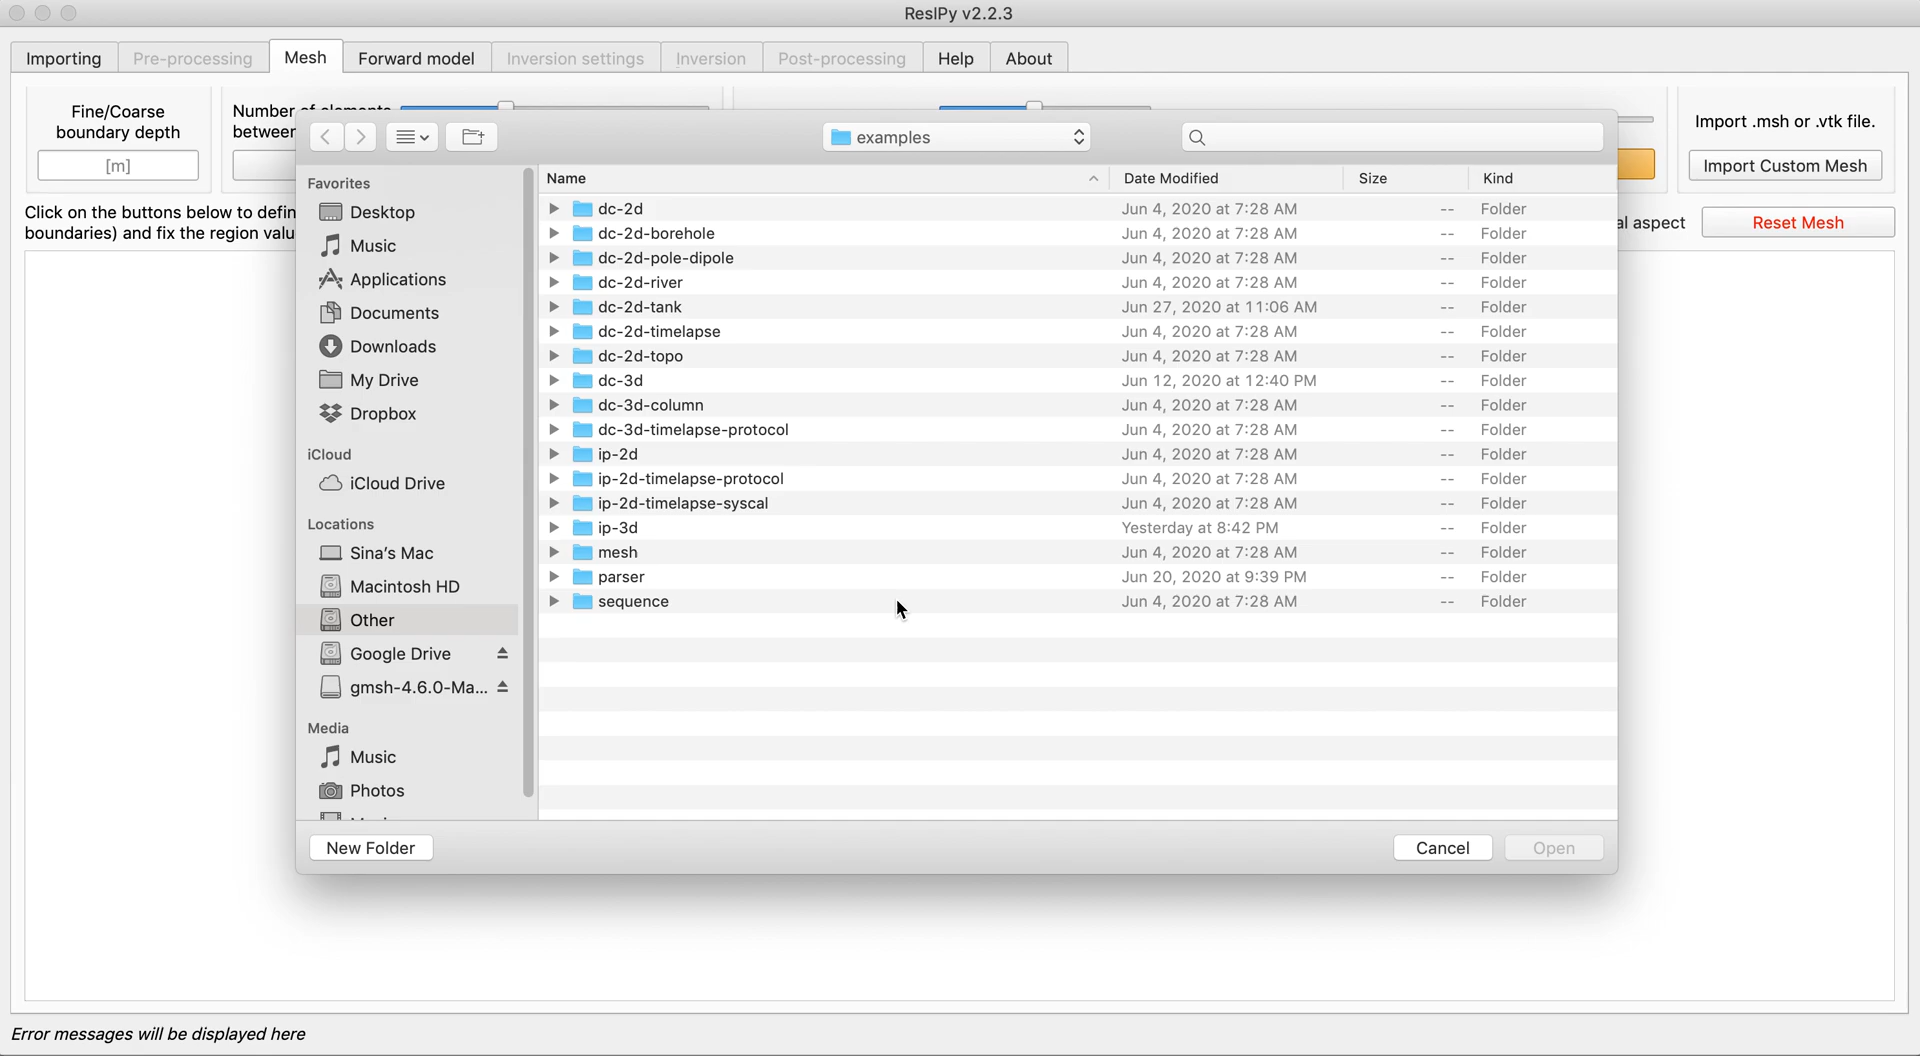 ResIPy v2.2.3
Importing Pre-processing Mesh Forward model Inversion settings Inversion Post-processing Help About
Fine/Coarse
boundary depth
[m]
Number of elements
between
Import .msh or .vtk file.
Import Custom Mesh
Click on the buttons below to defin
boundaries) and fix the region valu
al aspect
Reset Mesh
examples
Favorites
Desktop
Music
Applications
Documents
Downloads
My Drive
Dropbox
iCloud
iCloud Drive
Locations
Sina's Mac
Macintosh HD
Other
Google Drive
gmsh-4.6.0-Ma...
Media
Music
Photos
Name Date Modified Size Kind
dc-2d Jun 4, 2020 at 7:28 AM -- Folder
dc-2d-borehole Jun 4, 2020 at 7:28 AM -- Folder
dc-2d-pole-dipole Jun 4, 2020 at 7:28 AM -- Folder
dc-2d-river Jun 4, 2020 at 7:28 AM -- Folder
dc-2d-tank Jun 27, 2020 at 11:06 AM -- Folder
dc-2d-timelapse Jun 4, 2020 at 7:28 AM -- Folder
dc-2d-topo Jun 4, 2020 at 7:28 AM -- Folder
dc-3d Jun 12, 2020 at 12:40 PM -- Folder
dc-3d-column Jun 4, 2020 at 7:28 AM -- Folder
dc-3d-timelapse-protocol Jun 4, 2020 at 7:28 AM -- Folder
ip-2d Jun 4, 2020 at 7:28 AM -- Folder
ip-2d-timelapse-protocol Jun 4, 2020 at 7:28 AM -- Folder
ip-2d-timelapse-syscal Jun 4, 2020 at 7:28 AM -- Folder
ip-3d Yesterday at 8:42 PM -- Folder
mesh Jun 4, 2020 at 7:28 AM -- Folder
parser Jun 20, 2020 at 9:39 PM -- Folder
sequence Jun 4, 2020 at 7:28 AM -- Folder
New Folder
Cancel
Open
Error messages will be displayed here